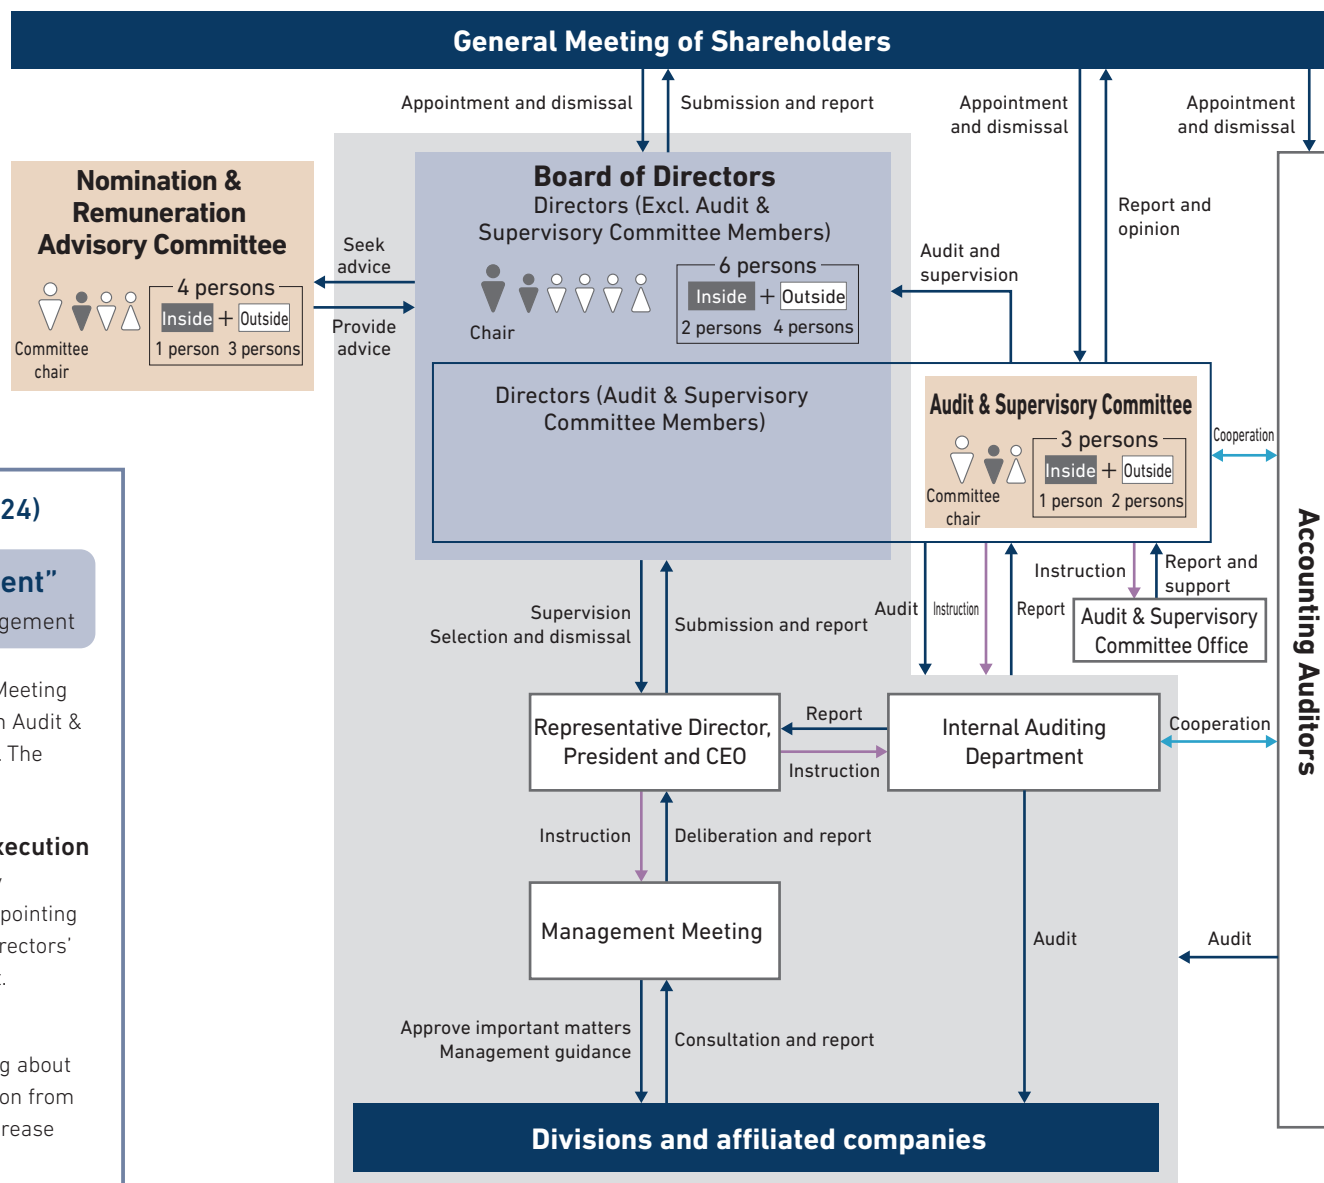 General Meeting of Shareholders
Appointment and dismissal
Submission and report
Appointment
and dismissal
Appointment
and dismissal
Nomination &
Remuneration
Advisory Committee
4 persons
Inside + Outside
1 person 3 persons
Committee
chair
Seek
advice
Provide
advice
Board of Directors
Directors (Excl. Audit &
Supervisory Committee Members)
Chair
6 persons
Inside + Outside
2 persons 4 persons
Audit and
supervision
Report and
opinion
Directors (Audit & Supervisory
Committee Members)
Audit & Supervisory Committee
3 persons
Inside + Outside
1 person 2 persons
Committee
chair
Cooperation
Accounting Auditors
24)
ent”
gement
Meeting
n Audit &
. The
xecution
pointing
rectors’
g about
on from
rease
Supervision
Selection and dismissal
Submission and report
Audit
Instruction
Report
Instruction
Report and
support
Audit & Supervisory
Committee Office
Representative Director,
President and CEO
Report
Instruction
Internal Auditing
Department
Cooperation
Instruction
Deliberation and report
Management Meeting
Audit
Audit
Approve important matters
Management guidance
Consultation and report
Divisions and affiliated companies